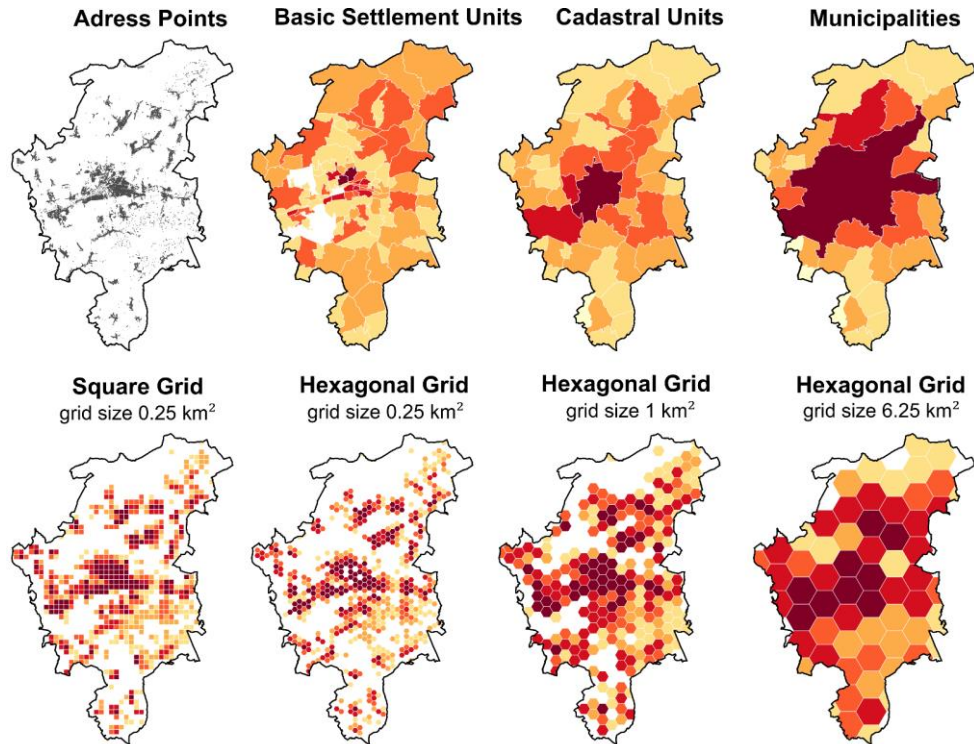 Adress Points
Basic Settlement Units
Cadastral Units
Municipalities
Square Grid
grid size 0.25 km²
Hexagonal Grid
grid size 0.25 km²
Hexagonal Grid
grid size 1 km²
Hexagonal Grid
grid size 6.25 km²